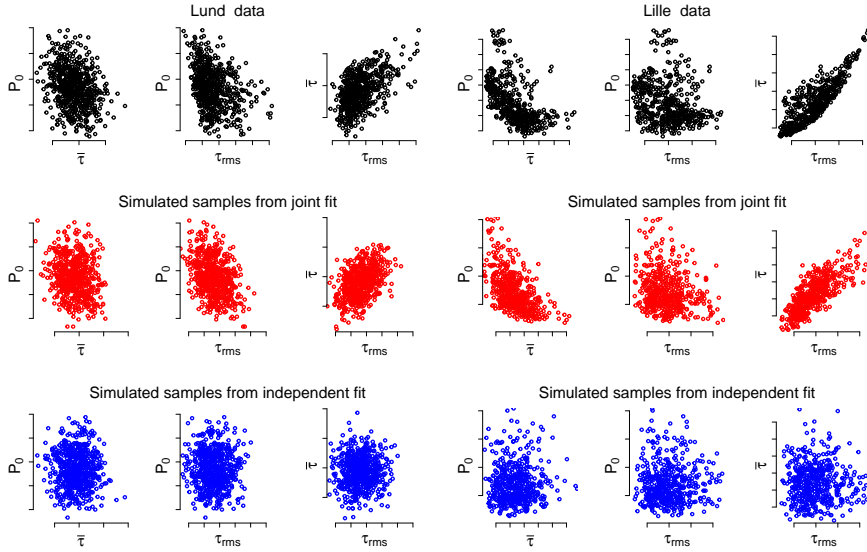 Lund data
Lille data
P0
τ̄
P0
τrms
τ̄
τrms
P0
τ̄
P0
τrms
τ̄
τrms
Simulated samples from joint fit
Simulated samples from joint fit
P0
τ̄
P0
τrms
τ̄
τrms
P0
τ̄
P0
τrms
τ̄
τrms
Simulated samples from independent fit
Simulated samples from independent fit
P0
τ̄
P0
τrms
τ̄
τrms
P0
τ̄
P0
τrms
τ̄
τrms